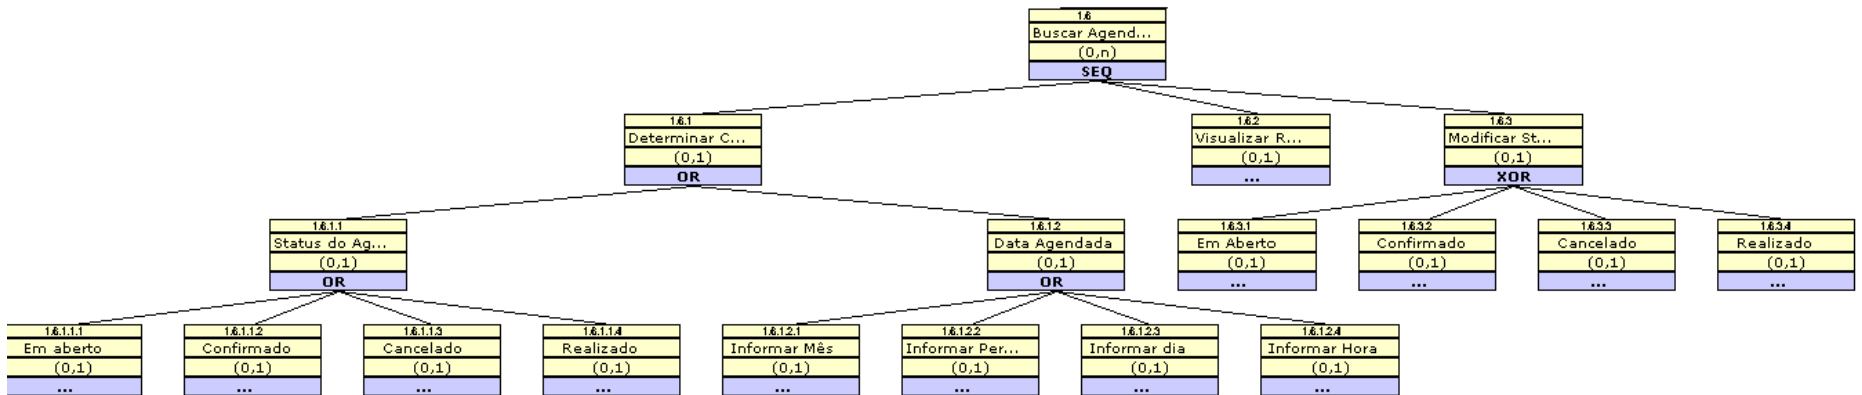 1.6
Buscar Agend...
(0,n)
SEQ
1.6.1
Determinar C...
(0,1)
OR
1.6.2
Visualizar R...
(0,1)
...
1.6.3
Modificar St...
(0,1)
XOR
1.6.1.1
Status do Ag...
(0,1)
OR
1.6.1.2
Data Agendada
(0,1)
OR
1.6.3.1
Em Aberto
(0,1)
...
1.6.3.2
Confirmado
(0,1)
...
1.6.3.3
Cancelado
(0,1)
...
1.6.3.4
Realizado
(0,1)
...
1.6.1.1.1
Em aberto
(0,1)
...
1.6.1.1.2
Confirmado
(0,1)
...
1.6.1.1.3
Cancelado
(0,1)
...
1.6.1.1.4
Realizado
(0,1)
...
1.6.1.2.1
Informar Mês
(0,1)
...
1.6.1.2.2
Informar Per...
(0,1)
...
1.6.1.2.3
Informar dia
(0,1)
...
1.6.1.2.4
Informar Hora
(0,1)
...